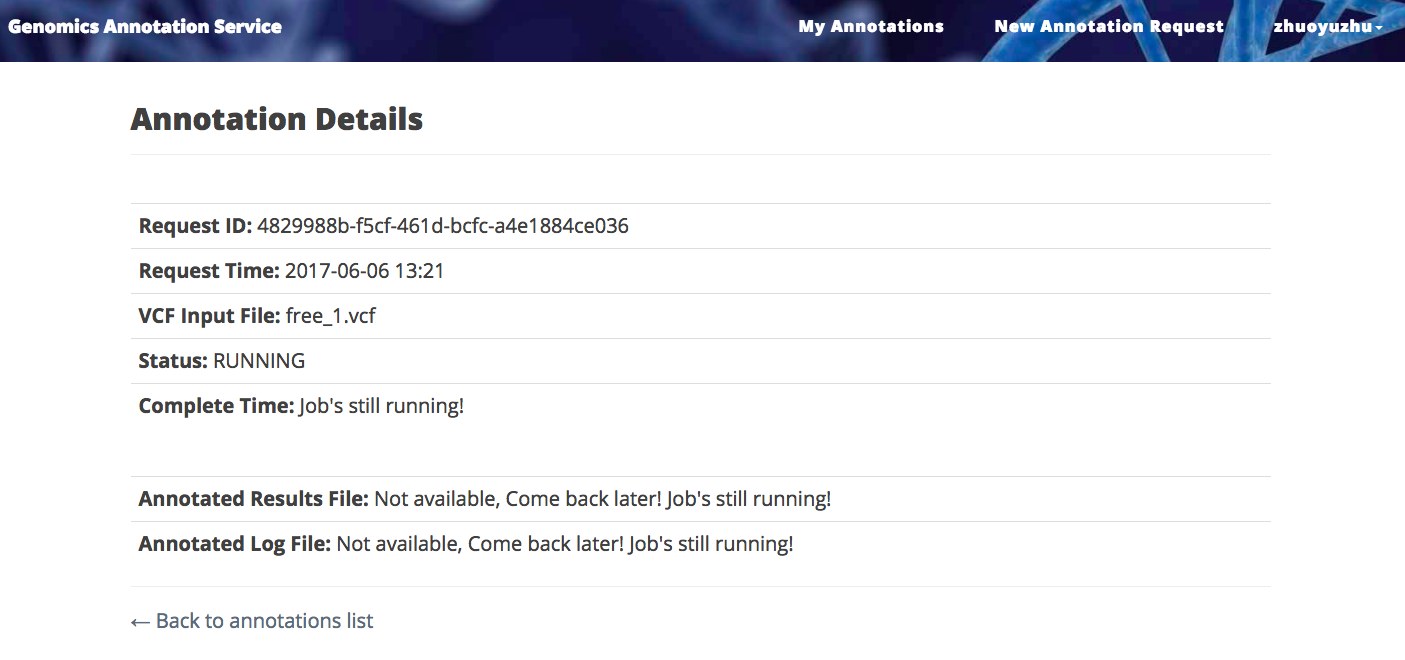 Genomics Annotation Service My Annotations New Annotation Request zhuoyuzhu
Annotation Details
Request ID: 4829988b-f5cf-461d-bcfc-a4e1884ce036
Request Time: 2017-06-06 13:21
VCF Input File: free_1.vcf
Status: RUNNING
Complete Time: Job's still running!
Annotated Results File: Not available, Come back later! Job's still running!
Annotated Log File: Not available, Come back later! Job's still running!
← Back to annotations list